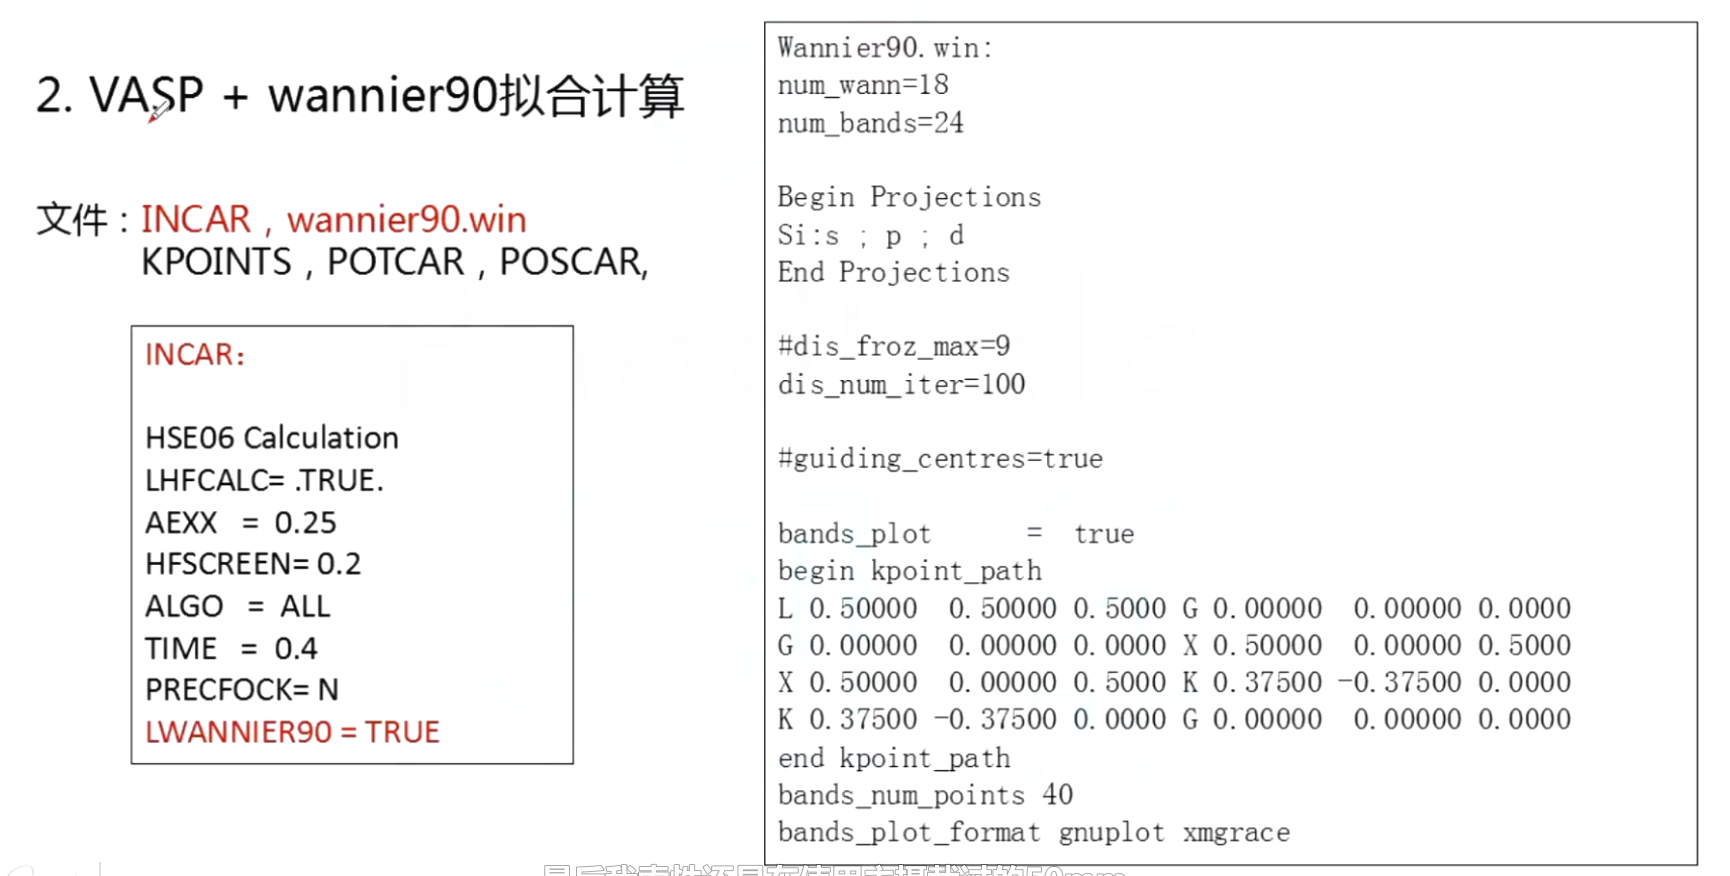 2. VASP + wannier90拟合计算
文件：INCAR，wannier90.win
KPOINTS，POTCAR，POSCAR,
INCAR：
HSE06 Calculation
LHFCALC= .TRUE.
AEXX = 0.25
HFSCREEN= 0.2
ALGO = ALL
TIME = 0.4
PRECFOCK= N
LWANNIER90 = TRUE
Wannier90.win:
num_wann=18
num_bands=24
Begin Projections
Si:s ; p ; d
End Projections
#dis_froz_max=9
dis_num_iter=100
#guiding_centres=true
bands_plot = true
begin kpoint_path
L 0.50000 0.50000 0.5000 G 0.00000 0.00000 0.0000
G 0.00000 0.00000 0.0000 X 0.50000 0.00000 0.5000
X 0.50000 0.00000 0.5000 K 0.37500 -0.37500 0.0000
K 0.37500 -0.37500 0.0000 G 0.00000 0.00000 0.0000
end kpoint_path
bands_num_points 40
bands_plot_format gnuplot xmgrace